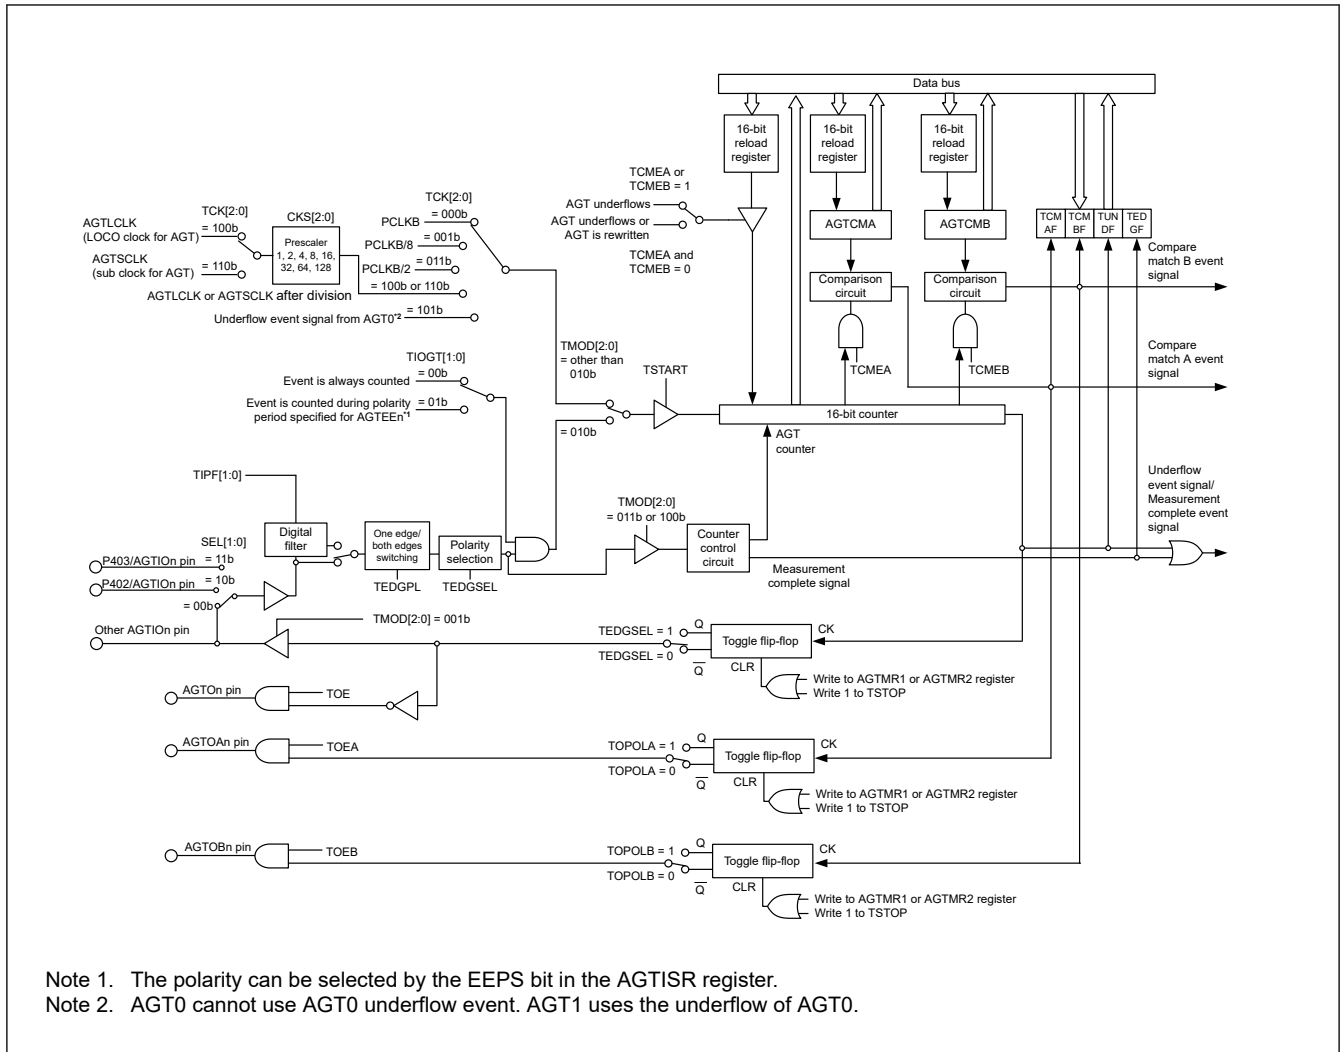 Data bus
16-bit
reload
register
16-bit
reload
register
16-bit
reload
register
TCMEA or
TCMEB = 1
AGT underflows
AGT underflows or
AGT is rewritten
TCMEA and
TCMEB = 0
TCK[2:0]
PCLKB = 000b
PCLKB/8 = 001b
PCLKB/2 = 011b
= 100b or 110b
AGTLCLK or AGTSCLK after division
Underflow event signal from AGT0*2 = 101b
TCK[2:0]
CKS[2:0]
AGTLCLK
(LOCO clock for AGT)
= 100b
AGTSCLK
(sub clock for AGT)
= 110b
Prescaler
1, 2, 4, 8, 16,
32, 64, 128
AGTCMA
AGTCMB
TCM
AF
TCM
BF
TUN
DF
TED
GF
Compare
match B event
signal
Comparison
circuit
Comparison
circuit
TCMEA
TCMEB
Compare
match A event
signal
TIOGT[1:0]
Event is always counted = 00b
Event is counted during polarity
period specified for AGTEEn*1
= 01b
TMOD[2:0]
= other than
010b
= 010b
TSTART
16-bit counter
AGT
counter
TIPF[1:0]
Digital
filter
SEL[1:0]
P403/AGTIOn pin = 11b
P402/AGTIOn pin = 10b
= 00b
Other AGTIOn pin
One edge/
both edges
switching
TEDGPL
Polarity
selection
TEDGSEL
TMOD[2:0]
= 011b or 100b
Counter
control
circuit
Measurement
complete signal
Underflow
event signal/
Measurement
complete event
signal
TMOD[2:0] = 001b
TEDGSEL = 1
TEDGSEL = 0
Q
Q
Toggle flip-flop
CK
CLR
Write to AGTMR1 or AGTMR2 register
Write 1 to TSTOP
AGTOn pin
TOE
AGTOAn pin
TOEA
TOPOLA = 1
TOPOLA = 0
Q
Q
Toggle flip-flop
CK
CLR
Write to AGTMR1 or AGTMR2 register
Write 1 to TSTOP
AGTOBn pin
TOEB
TOPOLB = 1
TOPOLB = 0
Q
Q
Toggle flip-flop
CK
CLR
Write to AGTMR1 or AGTMR2 register
Write 1 to TSTOP
Note 1. The polarity can be selected by the EEPS bit in the AGTISR register.
Note 2. AGT0 cannot use AGT0 underflow event. AGT1 uses the underflow of AGT0.